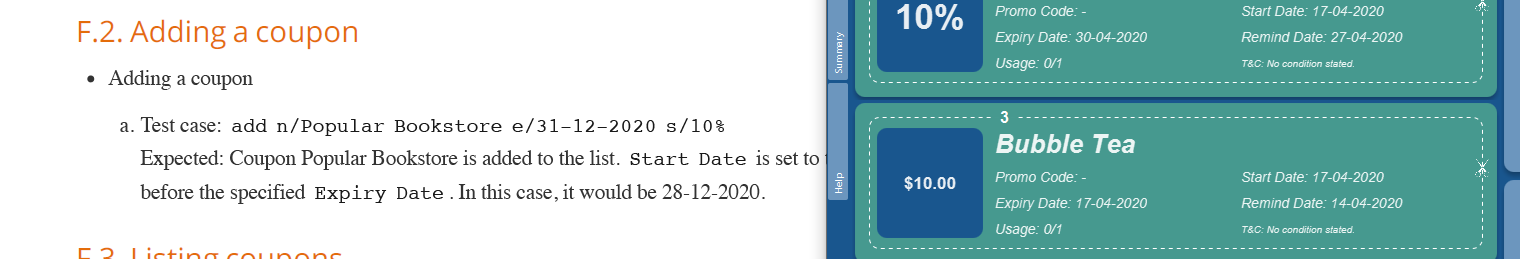 F.2. Adding a coupon
• Adding a coupon
a. Test case: add n/Popular Bookstore e/31-12-2020 s/10%
Expected: Coupon Popular Bookstore is added to the list. Start Date is set to
before the specified Expiry Date . In this case, it would be 28-12-2020.
F.3. Listing coupons
Summary
Help
10%
Promo Code: -
Start Date: 17-04-2020
Expiry Date: 30-04-2020
Remind Date: 27-04-2020
Usage: 0/1
T&C: No condition stated.
3
Bubble Tea
$10.00
Promo Code: -
Start Date: 17-04-2020
Expiry Date: 17-04-2020
Remind Date: 14-04-2020
Usage: 0/1
T&C: No condition stated.